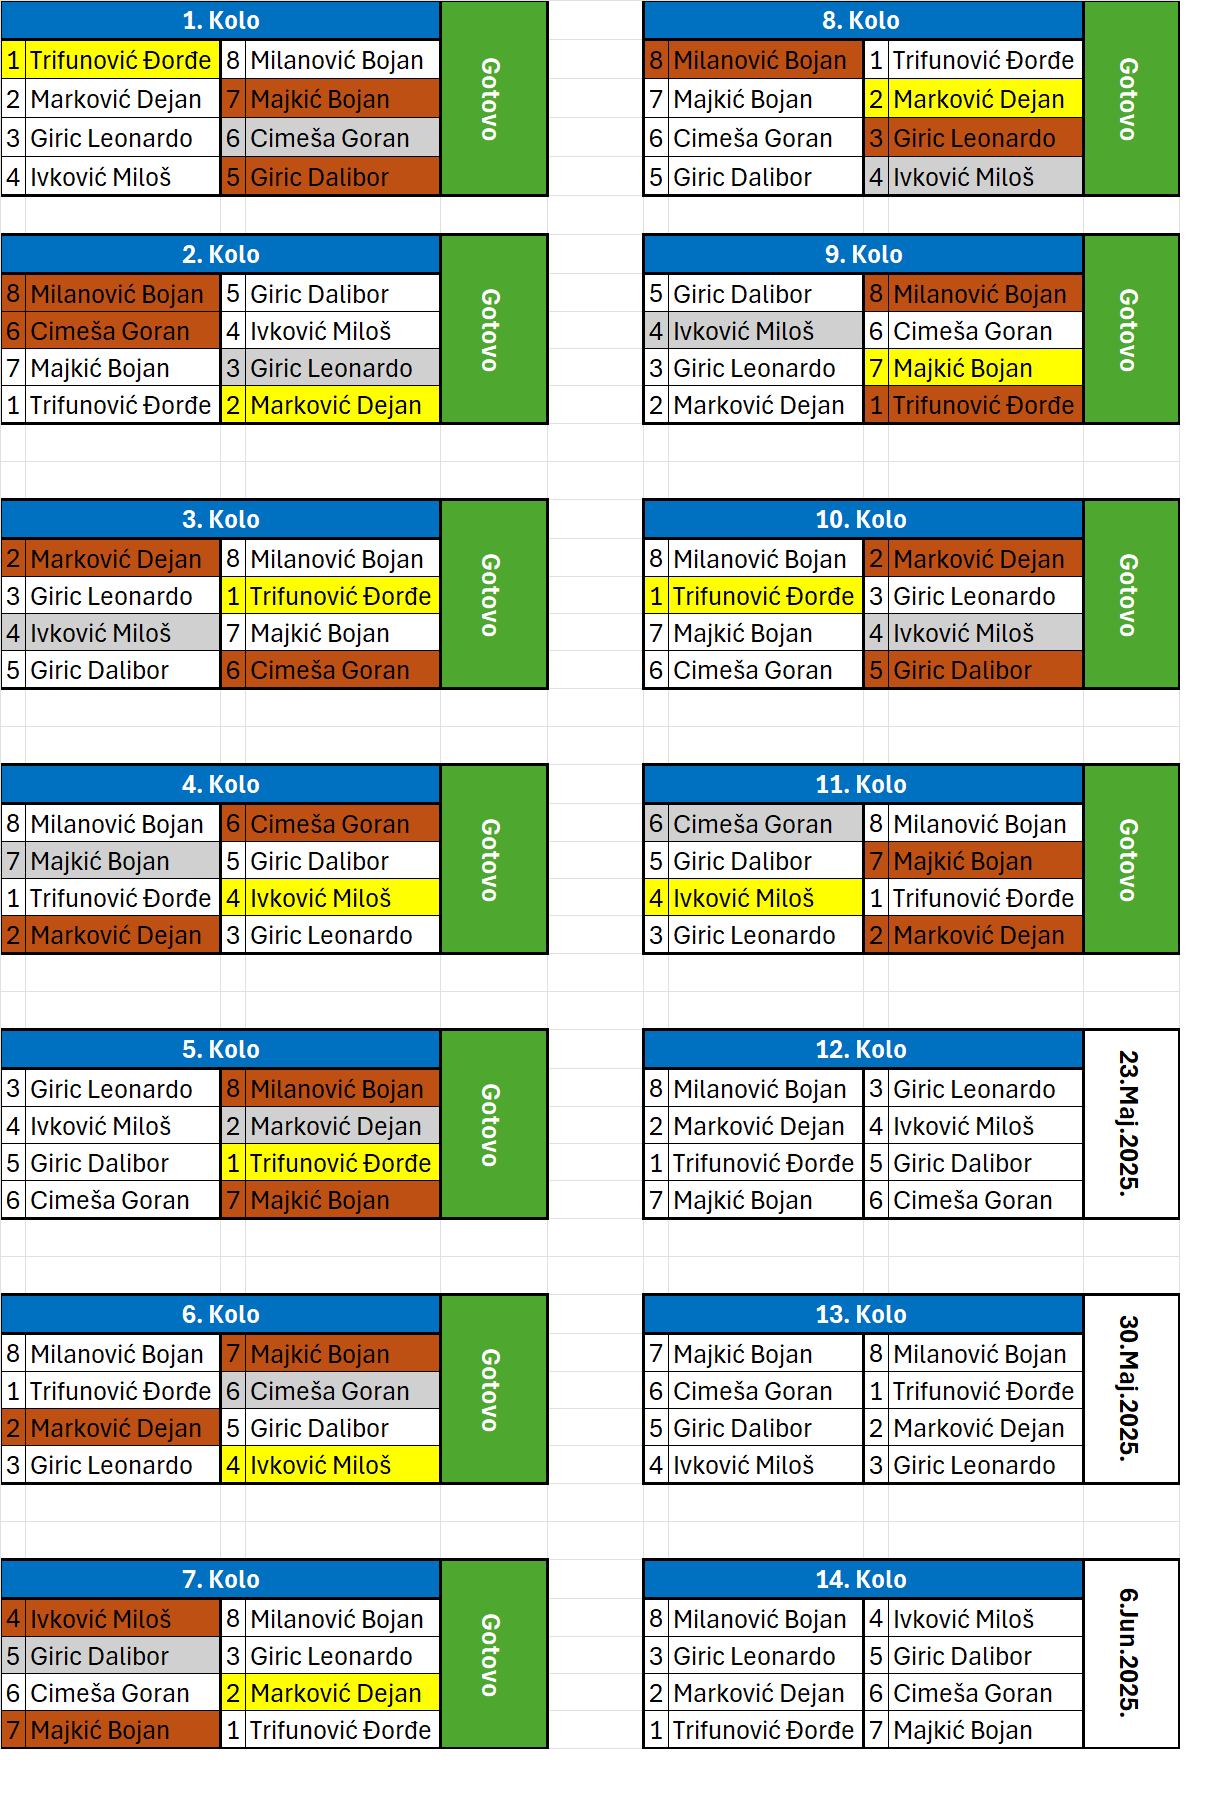 1. Kolo
1 Trifunović Đorđe 8 Milanović Bojan
2 Marković Dejan 7 Majkić Bojan
3 Giric Leonardo 6 Cimeša Goran
4 Ivković Miloš 5 Giric Dalibor
Gotovo
8. Kolo
8 Milanović Bojan 1 Trifunović Đorđe
7 Majkić Bojan 2 Marković Dejan
6 Cimeša Goran 3 Giric Leonardo
5 Giric Dalibor 4 Ivković Miloš
Gotovo
2. Kolo
8 Milanović Bojan 5 Giric Dalibor
6 Cimeša Goran 4 Ivković Miloš
7 Majkić Bojan 3 Giric Leonardo
1 Trifunović Đorđe 2 Marković Dejan
Gotovo
9. Kolo
5 Giric Dalibor 8 Milanović Bojan
4 Ivković Miloš 6 Cimeša Goran
3 Giric Leonardo 7 Majkić Bojan
2 Marković Dejan 1 Trifunović Đorđe
Gotovo
3. Kolo
2 Marković Dejan 8 Milanović Bojan
3 Giric Leonardo 1 Trifunović Đorđe
4 Ivković Miloš 7 Majkić Bojan
5 Giric Dalibor 6 Cimeša Goran
Gotovo
10. Kolo
8 Milanović Bojan 2 Marković Dejan
1 Trifunović Đorđe 3 Giric Leonardo
7 Majkić Bojan 4 Ivković Miloš
6 Cimeša Goran 5 Giric Dalibor
Gotovo
4. Kolo
8 Milanović Bojan 6 Cimeša Goran
7 Majkić Bojan 5 Giric Dalibor
1 Trifunović Đorđe 4 Ivković Miloš
2 Marković Dejan 3 Giric Leonardo
Gotovo
11. Kolo
6 Cimeša Goran 8 Milanović Bojan
5 Giric Dalibor 7 Majkić Bojan
4 Ivković Miloš 1 Trifunović Đorđe
3 Giric Leonardo 2 Marković Dejan
Gotovo
5. Kolo
3 Giric Leonardo 8 Milanović Bojan
4 Ivković Miloš 2 Marković Dejan
5 Giric Dalibor 1 Trifunović Đorđe
6 Cimeša Goran 7 Majkić Bojan
Gotovo
12. Kolo
8 Milanović Bojan 3 Giric Leonardo
2 Marković Dejan 4 Ivković Miloš
1 Trifunović Đorđe 5 Giric Dalibor
7 Majkić Bojan 6 Cimeša Goran
23.Maj.2025.
6. Kolo
8 Milanović Bojan 7 Majkić Bojan
1 Trifunović Đorđe 6 Cimeša Goran
2 Marković Dejan 5 Giric Dalibor
3 Giric Leonardo 4 Ivković Miloš
Gotovo
13. Kolo
7 Majkić Bojan 8 Milanović Bojan
6 Cimeša Goran 1 Trifunović Đorđe
5 Giric Dalibor 2 Marković Dejan
4 Ivković Miloš 3 Giric Leonardo
30.Maj.2025.
7. Kolo
4 Ivković Miloš 8 Milanović Bojan
5 Giric Dalibor 3 Giric Leonardo
6 Cimeša Goran 2 Marković Dejan
7 Majkić Bojan 1 Trifunović Đorđe
Gotovo
14. Kolo
8 Milanović Bojan 4 Ivković Miloš
3 Giric Leonardo 5 Giric Dalibor
2 Marković Dejan 6 Cimeša Goran
1 Trifunović Đorđe 7 Majkić Bojan
6.Jun.2025.